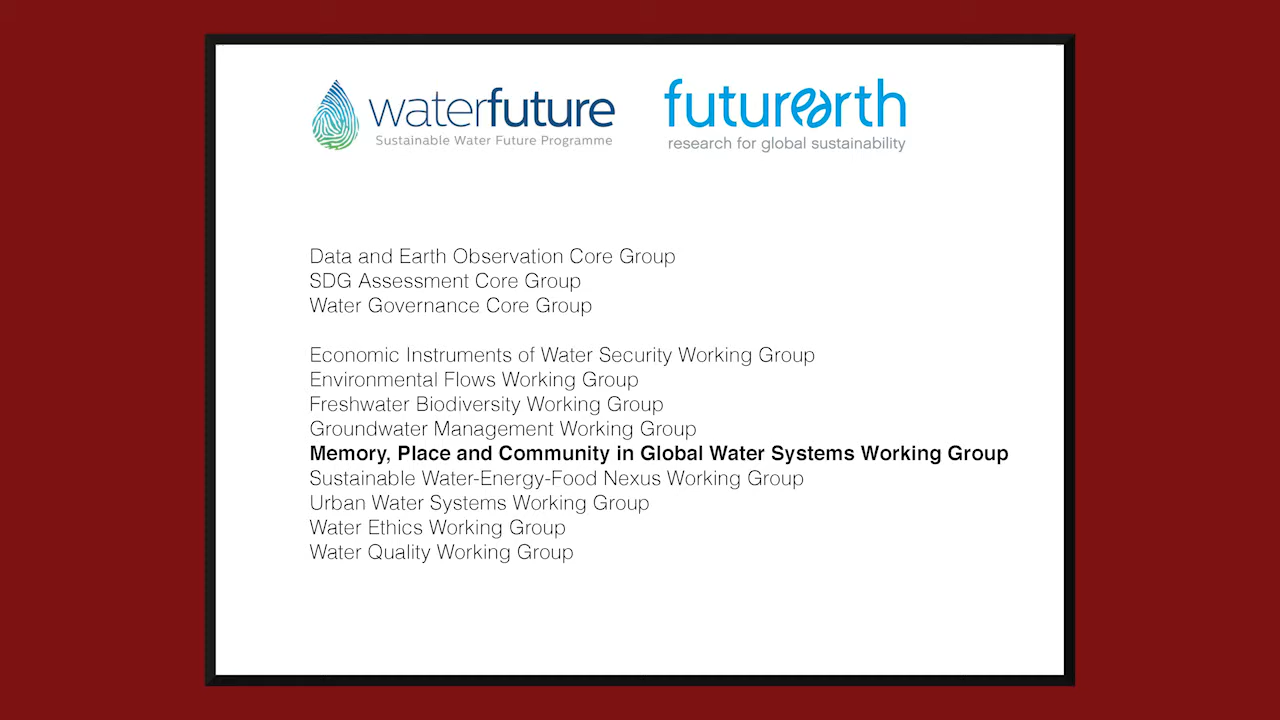 waterfuture
Sustainable Water Future Programme
futurearth
research for global sustainability
Data and Earth Observation Core Group
SDG Assessment Core Group
Water Governance Core Group
Economic Instruments of Water Security Working Group
Environmental Flows Working Group
Freshwater Biodiversity Working Group
Groundwater Management Working Group
Memory, Place and Community in Global Water Systems Working Group
Sustainable Water-Energy-Food Nexus Working Group
Urban Water Systems Working Group
Water Ethics Working Group
Water Quality Working Group